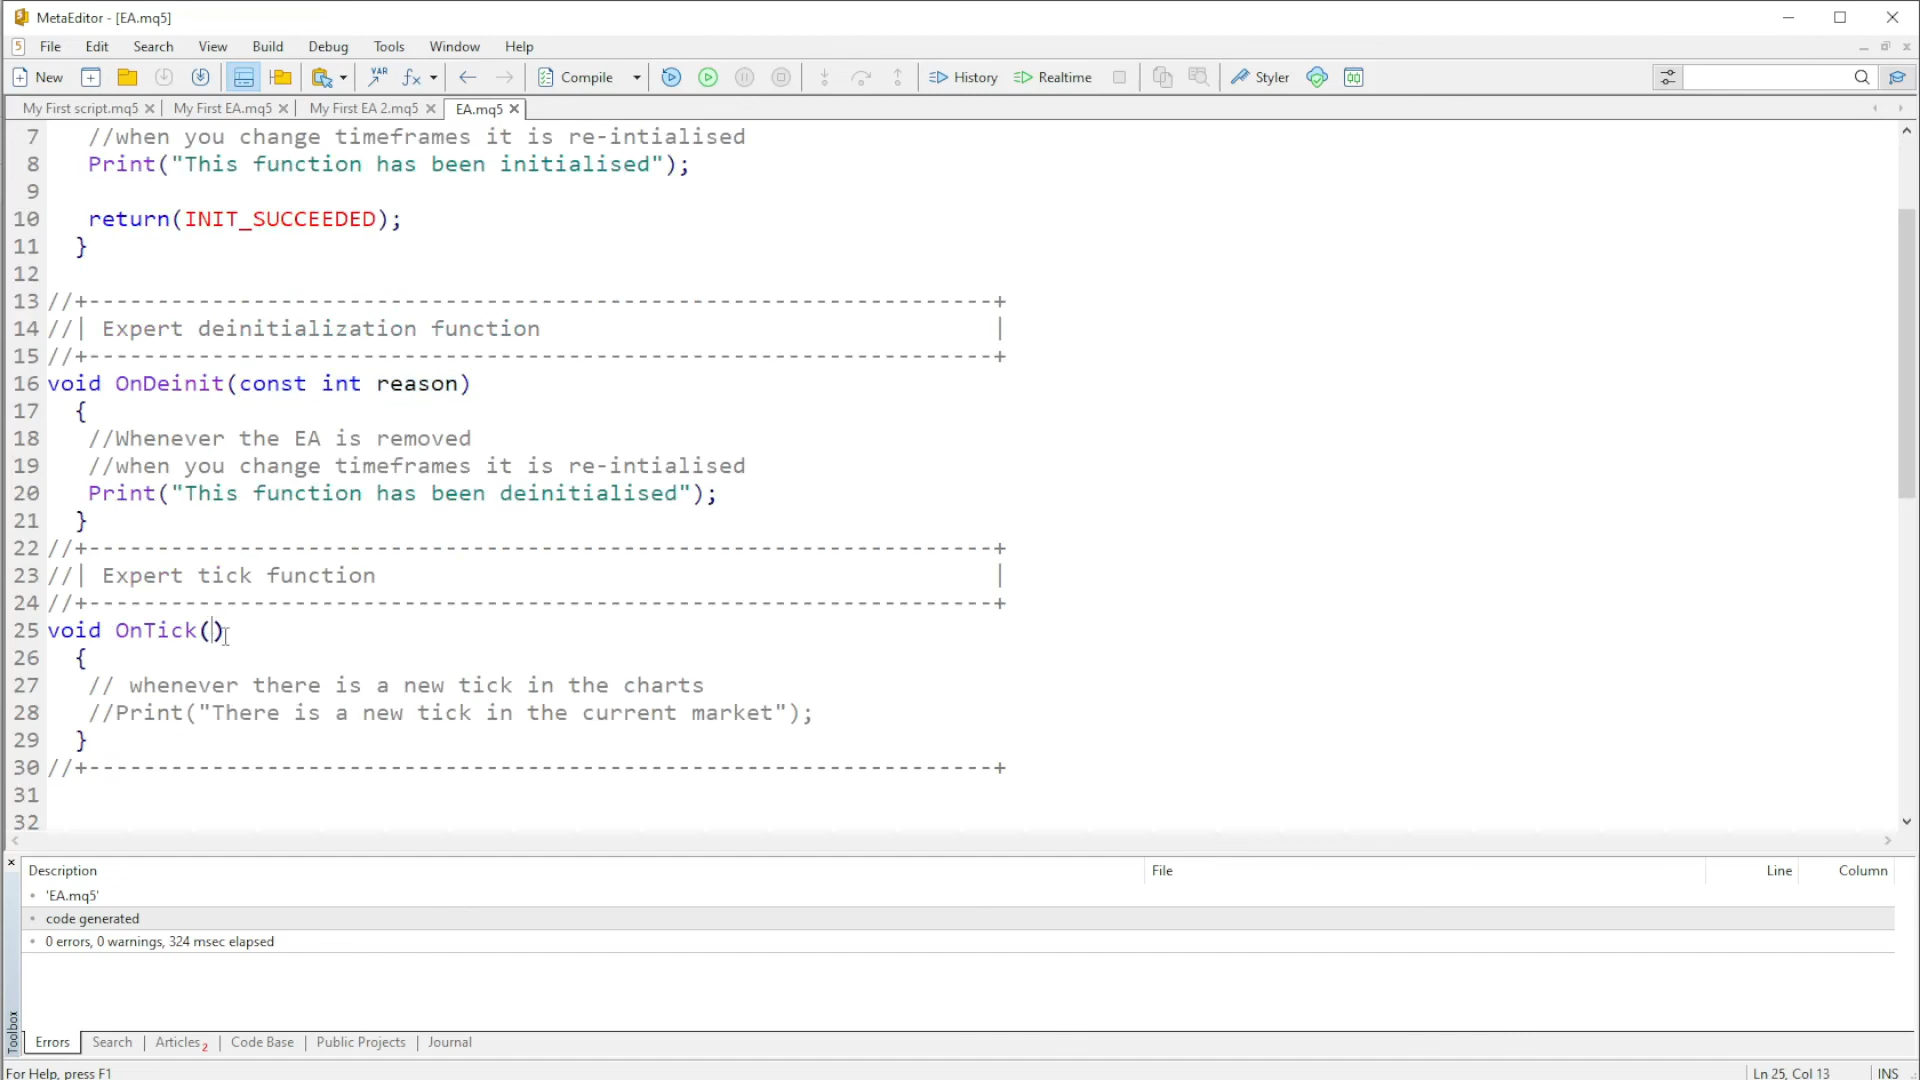 MetaEditor - [EA.mq5]
5 File Edit Search View Build Debug Tools Window Help
New VAR fx Compile History Realtime Styler
My First script.mq5 My First EA.mq5 My First EA 2.mq5 EA.mq5
7 //when you change timeframes it is re-intialised
8 Print("This function has been initialised");
9
10 return(INIT_SUCCEEDED);
11 }
12
13 //+------------------------------------------------------------------+
14 //| Expert deinitialization function |
15 //+------------------------------------------------------------------+
16 void OnDeinit(const int reason)
17 {
18 //Whenever the EA is removed
19 //when you change timeframes it is re-intialised
20 Print("This function has been deinitialised");
21 }
22 //+------------------------------------------------------------------+
23 //| Expert tick function |
24 //+------------------------------------------------------------------+
25 void OnTick()
26 {
27 // whenever there is a new tick in the charts
28 //Print("There is a new tick in the current market");
29 }
30 //+------------------------------------------------------------------+
31
32
Description File Line Column
'EA.mq5'
code generated
0 errors, 0 warnings, 324 msec elapsed
Toolbox
Errors Search Articles 2 Code Base Public Projects Journal
For Help, press F1 Ln 25, Col 13 INS